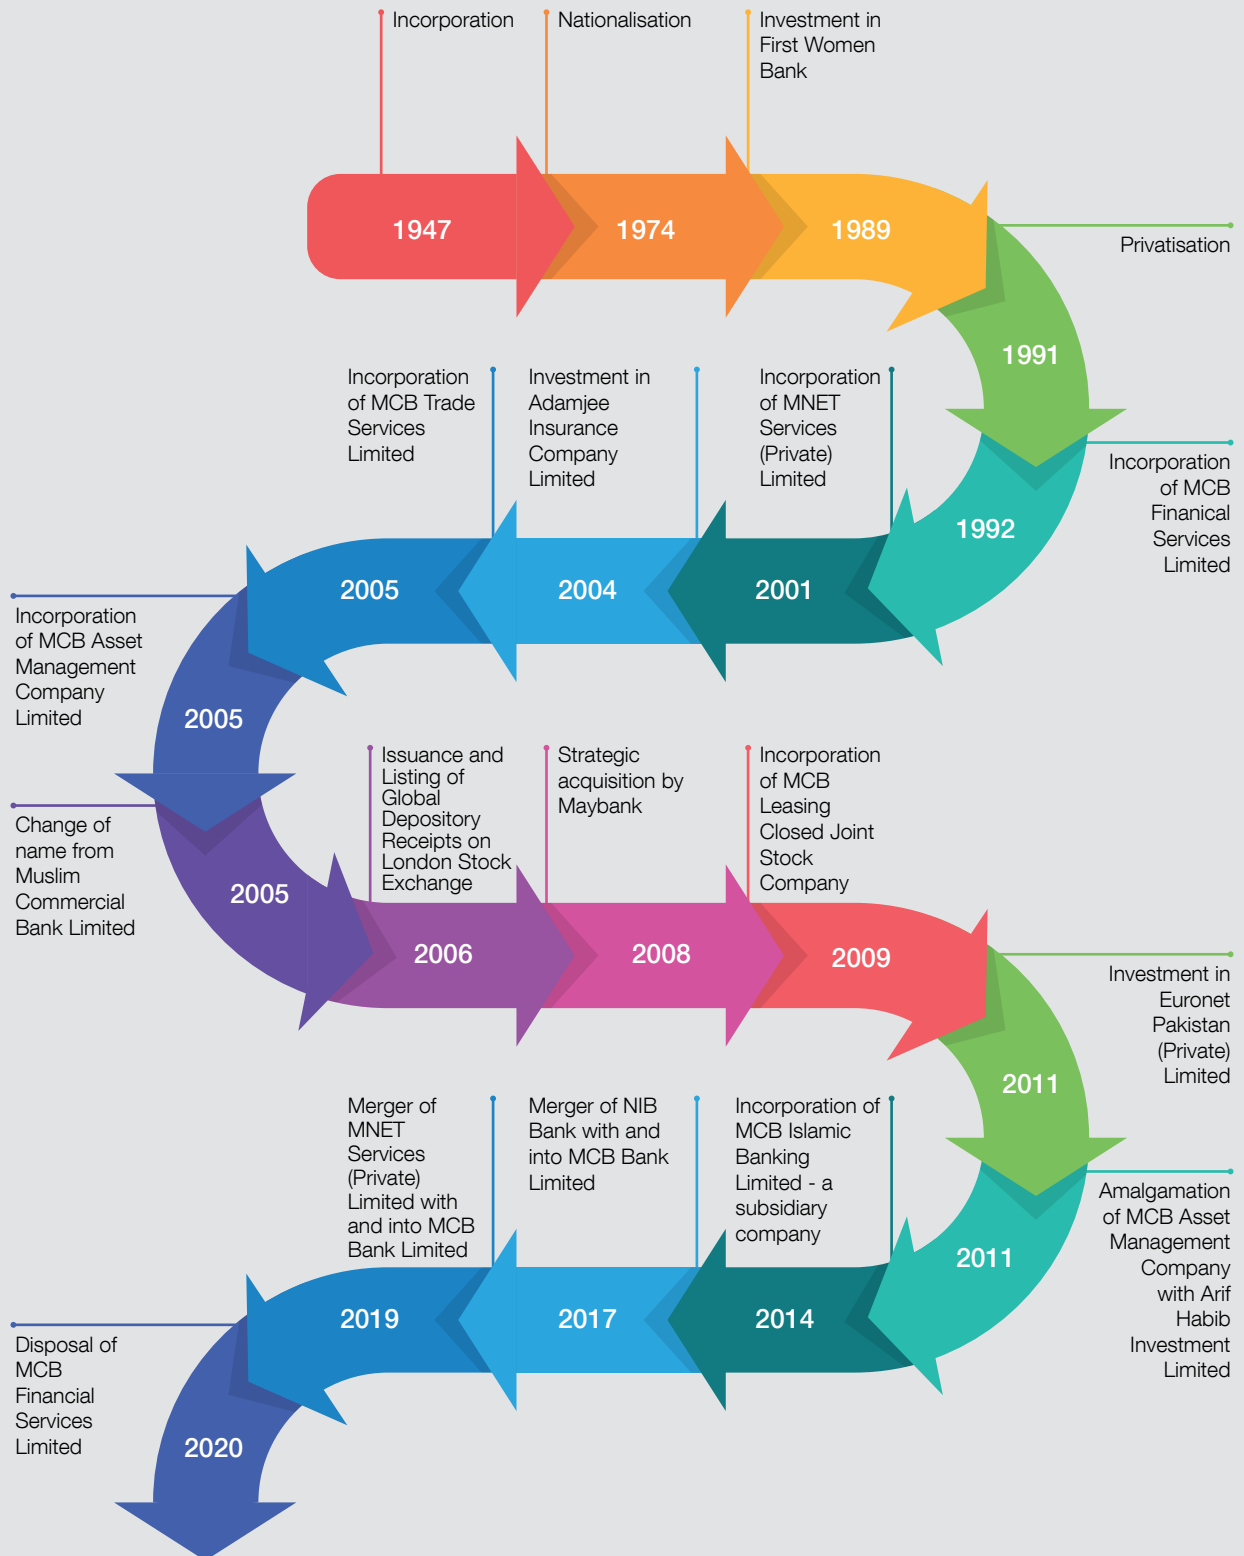 Incorporation
1947
Nationalisation
1974
Investment in
First Women
Bank
1989
Privatisation
1991
Incorporation
of MCB
Finanical
Services
Limited
1992
Incorporation
of MNET
Services
(Private)
Limited
2001
Investment in
Adamjee
Insurance
Company
Limited
2004
Incorporation
of MCB Trade
Services
Limited
2005
Incorporation
of MCB Asset
Management
Company
Limited
2005
Change of
name from
Muslim
Commercial
Bank Limited
2005
Issuance and
Listing of
Global
Depository
Receipts on
London Stock
Exchange
2006
Strategic
acquisition by
Maybank
2008
Incorporation
of MCB
Leasing
Closed Joint
Stock
Company
2009
Investment in
Euronet
Pakistan
(Private)
Limited
2011
Amalgamation
of MCB Asset
Management
Company
with Arif
Habib
Investment
Limited
2011
Incorporation of
MCB Islamic
Banking
Limited - a
subsidiary
company
2014
Merger of NIB
Bank with and
into MCB Bank
Limited
2017
Merger of
MNET
Services
(Private)
Limited with
and into MCB
Bank Limited
2019
Disposal of
MCB
Financial
Services
Limited
2020